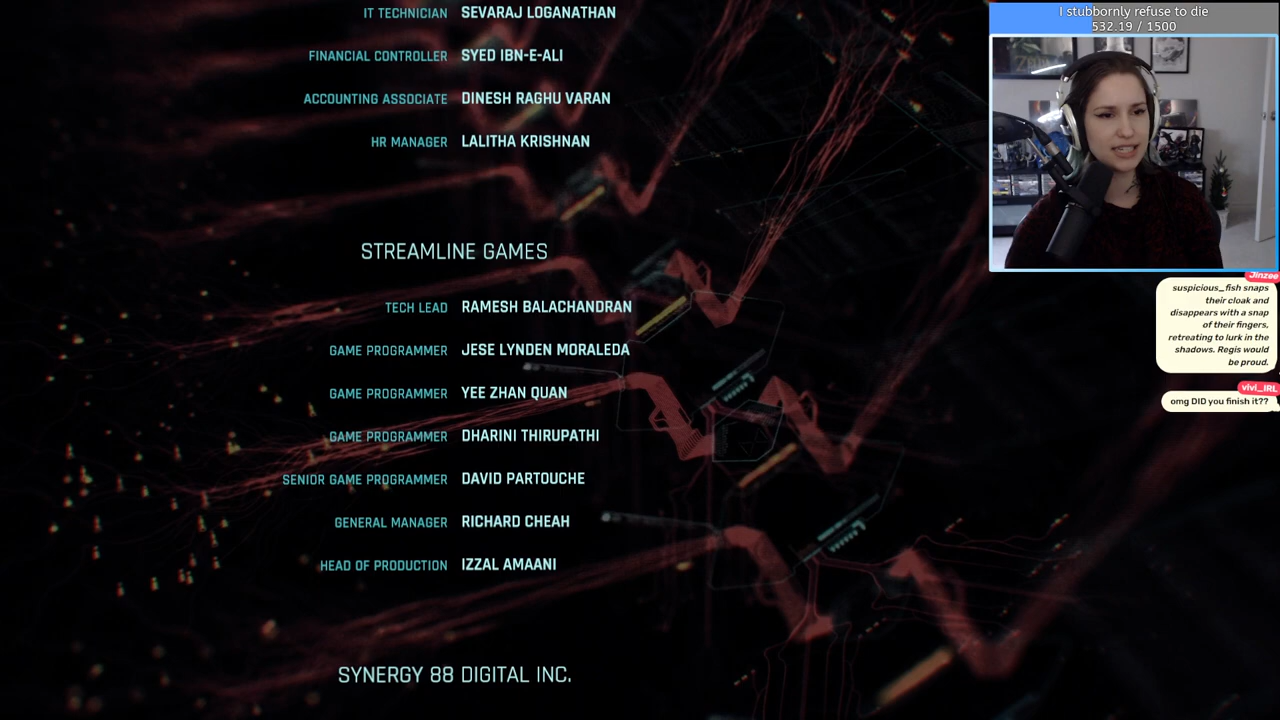 IT TECHNICIAN SEVARAJ LOGANATHAN
FINANCIAL CONTROLLER SYED IBN-E-ALI
ACCOUNTING ASSOCIATE DINESH RAGHU VARAN
HR MANAGER LALITHA KRISHNAN
STREAMLINE GAMES
TECH LEAD RAMESH BALACHANDRAN
GAME PROGRAMMER JESE LYNDEN MORALEDA
GAME PROGRAMMER YEE ZHAN QUAN
GAME PROGRAMMER DHARINI THIRUPATHI
SENIOR GAME PROGRAMMER DAVID PARTOUCHE
GENERAL MANAGER RICHARD CHEAH
HEAD OF PRODUCTION IZZAL AMAANI
SYNERGY 88 DIGITAL INC.
I stubbornly refuse to die
532.19 / 1500
Jinzee
suspicious_fish snaps
their cloak and
disappears with a snap
of their fingers,
retreating to lurk in the
shadows. Regis would
be proud.
vivi_IRL
omg DID you finish it??